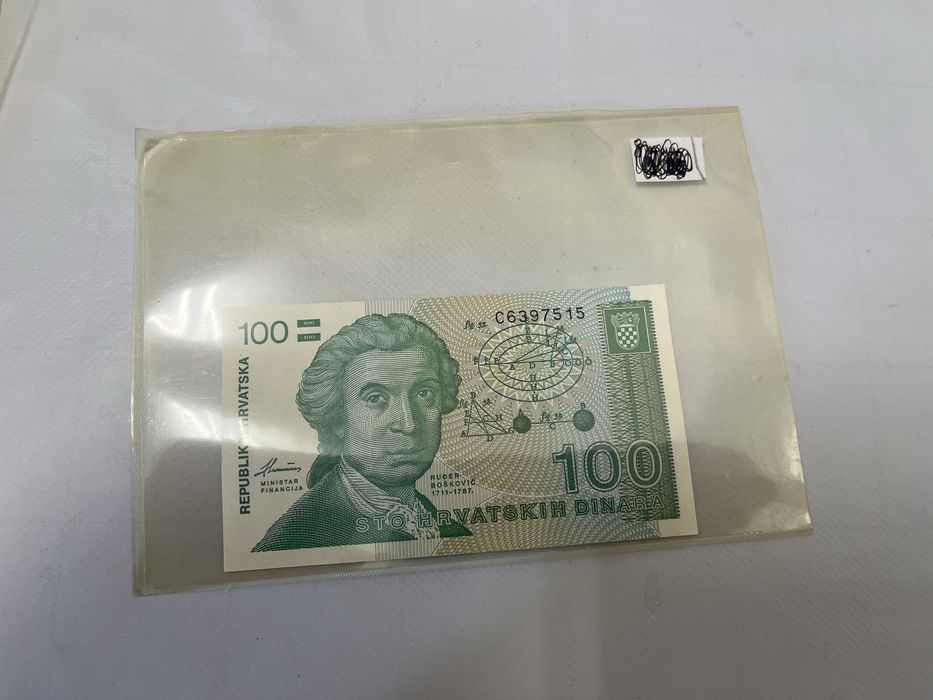 100
100
100
C6397515
REPUBLIKA HRVATSKA
MINISTAR
FINANCIJA
RUĐER
BOŠKOVIĆ
1711-1787.
100
STO HRVATSKIH DINARA